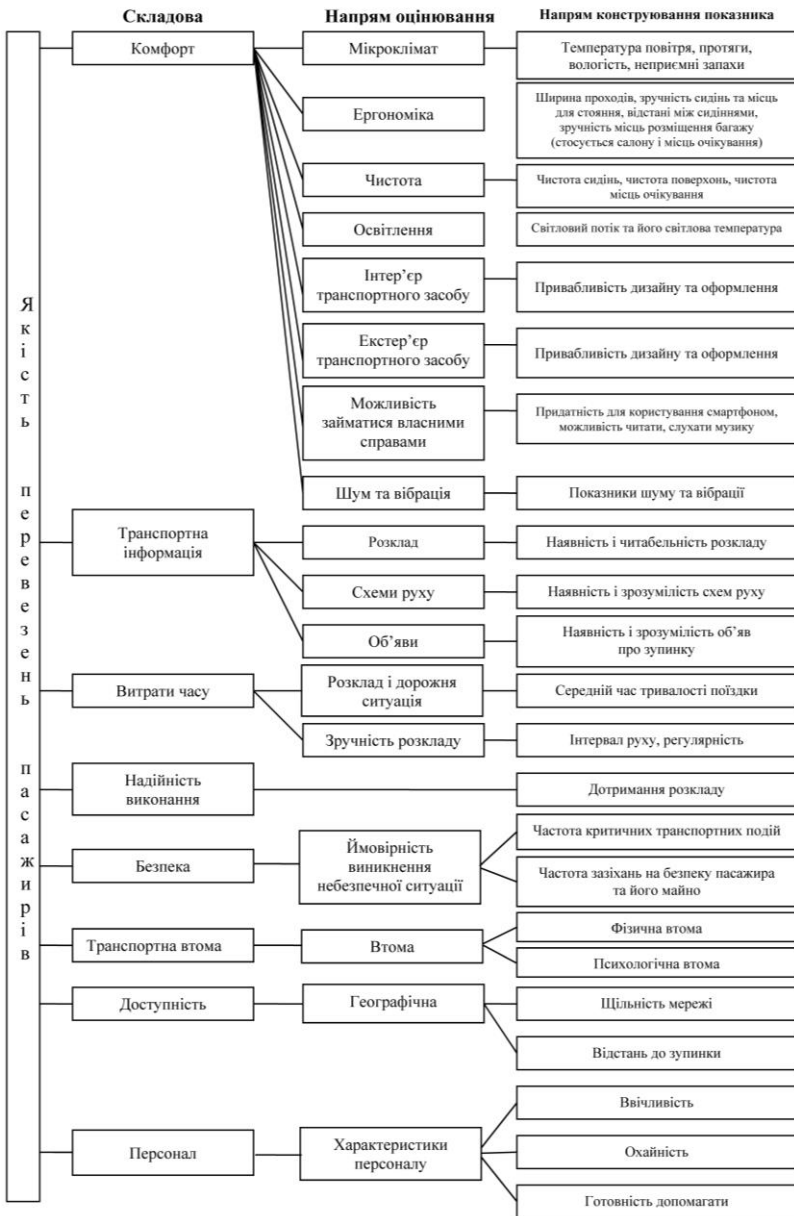 Складова
Напрям оцінювання
Напрям конструювання показника
Якість перевезень пасажирів
Комфорт
Мікроклімат
Температура повітря, протяги,
вологість, неприємні запахи
Ергономіка
Ширина проходів, зручність сидінь та місць
для стояння, відстані між сидіннями,
зручність місць розміщення багажу
(стосується салону і місць очікування)
Чистота
Чистота сидінь, чистота поверхонь, чистота
місць очікування
Освітлення
Світловий потік та його світлова температура
Інтер’єр
транспортного засобу
Привабливість дизайну та оформлення
Екстер’єр
транспортного засобу
Привабливість дизайну та оформлення
Можливість
займатися власними
справами
Придатність для користування смартфоном,
можливість читати, слухати музику
Шум та вібрація
Показники шуму та вібрації
Транспортна
інформація
Розклад
Наявність і читабельність розкладу
Схеми руху
Наявність і зрозумілість схем руху
Об’яви
Наявність і зрозумілість об’яв
про зупинку
Витрати часу
Розклад і дорожня
ситуація
Середній час тривалості поїздки
Зручність розкладу
Інтервал руху, регулярність
Надійність
виконання
Дотримання розкладу
Безпека
Ймовірність
виникнення
небезпечної ситуації
Частота критичних транспортних подій
Частота зазіхань на безпеку пасажира
та його майно
Транспортна втома
Втома
Фізична втома
Психологічна втома
Доступність
Географічна
Щільність мережі
Відстань до зупинки
Персонал
Характеристики
персоналу
Ввічливість
Охайність
Готовність допомагати